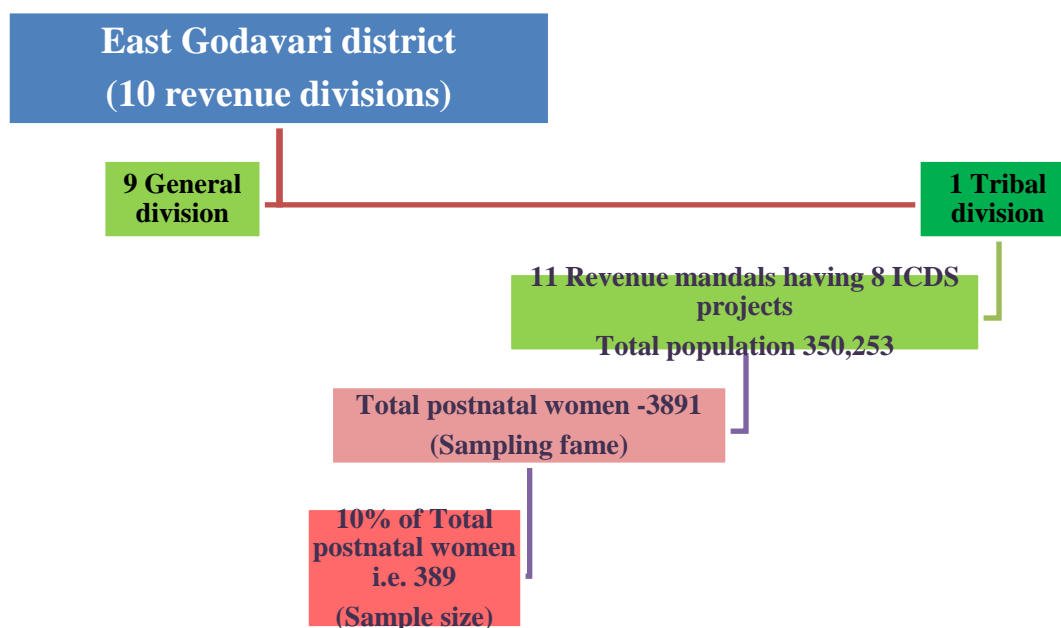 East Godavari district
(10 revenue divisions)
9 General
division
1 Tribal
division
11 Revenue mandals having 8 ICDS
projects
Total population 350,253
Total postnatal women -3891
(Sampling fame)
10% of Total
postnatal women
i.e. 389
(Sample size)